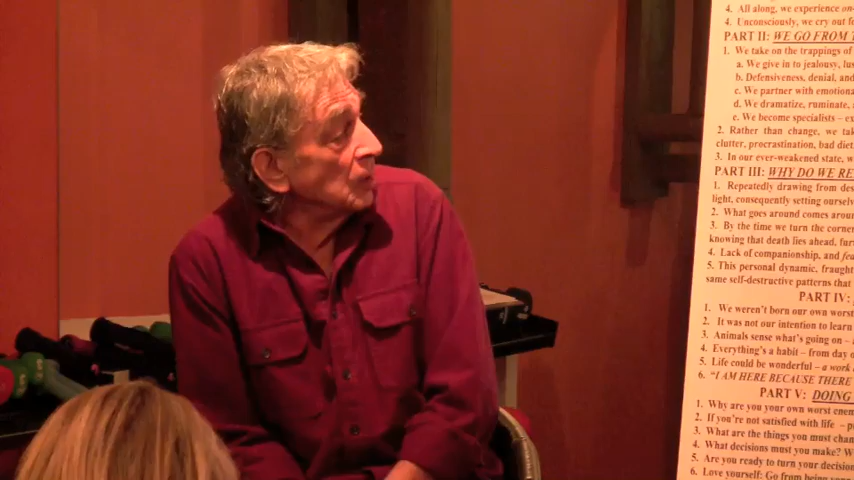 4. All along, we experience on-
4. Unconsciously, we cry out f
PART II: WE GO FROM
1. We take on the trappings of
a. We give in to jealousy, lus
b. Defensiveness, denial, and
c. We partner with emotiona
d. We dramatize, ruminate,
e. We become specialists – ex
2. Rather than change, we tak
clutter, procrastination, bad diet
3. In our ever-weakened state, w
PART III: WHY DO WE RE
1. Repeatedly drawing from des
light, consequently setting ourselv
2. What goes around comes aroun
3. By the time we turn the corner
knowing that death lies ahead, fur
4. Lack of companionship, and fea
5. This personal dynamic, fraught
same self-destructive patterns that
PART IV:
1. We weren't born our own worst
2. It was not our intention to learn
3. Animals sense what's going on –
4. Everything's a habit – from day o
5. Life could be wonderful – a work
6. "I AM HERE BECAUSE THERE
PART V: DOING
1. Why are you your own worst enem
2. If you're not satisfied with life – p
3. What are the things you must chan
4. What decisions must you make? W
5. Are you ready to turn your decision
6. Love yourself: Go from being your